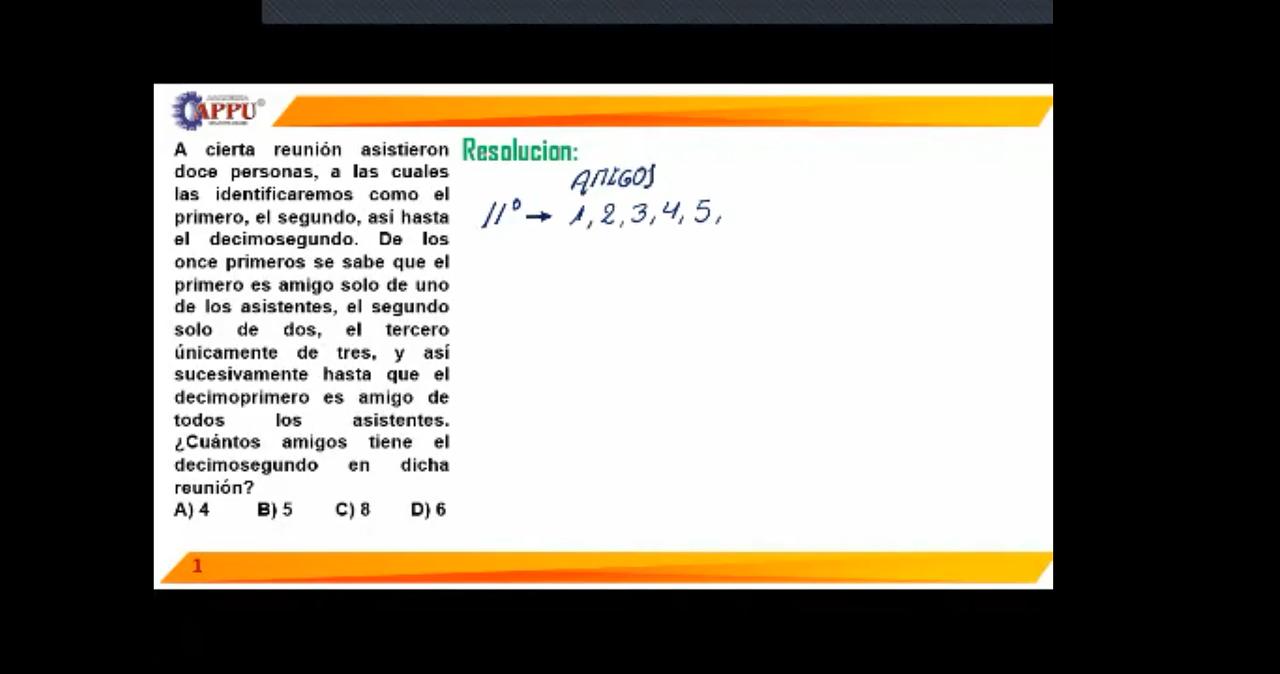 APPU
A cierta reunión asistieron
doce personas, a las cuales
las identificaremos como el
primero, el segundo, asi hasta
el decimosegundo. De los
once primeros se sabe que el
primero es amigo solo de uno
de los asistentes, el segundo
solo de dos, el tercero
únicamente de tres, y así
sucesivamente hasta que el
decimoprimero es amigo de
todos los asistentes.
¿Cuántos amigos tiene el
decimosegundo en dicha
reunión?
A) 4 B) 5 C) 8 D) 6
Resolucion:
AMIGOS
11° → 1, 2, 3, 4, 5,
1